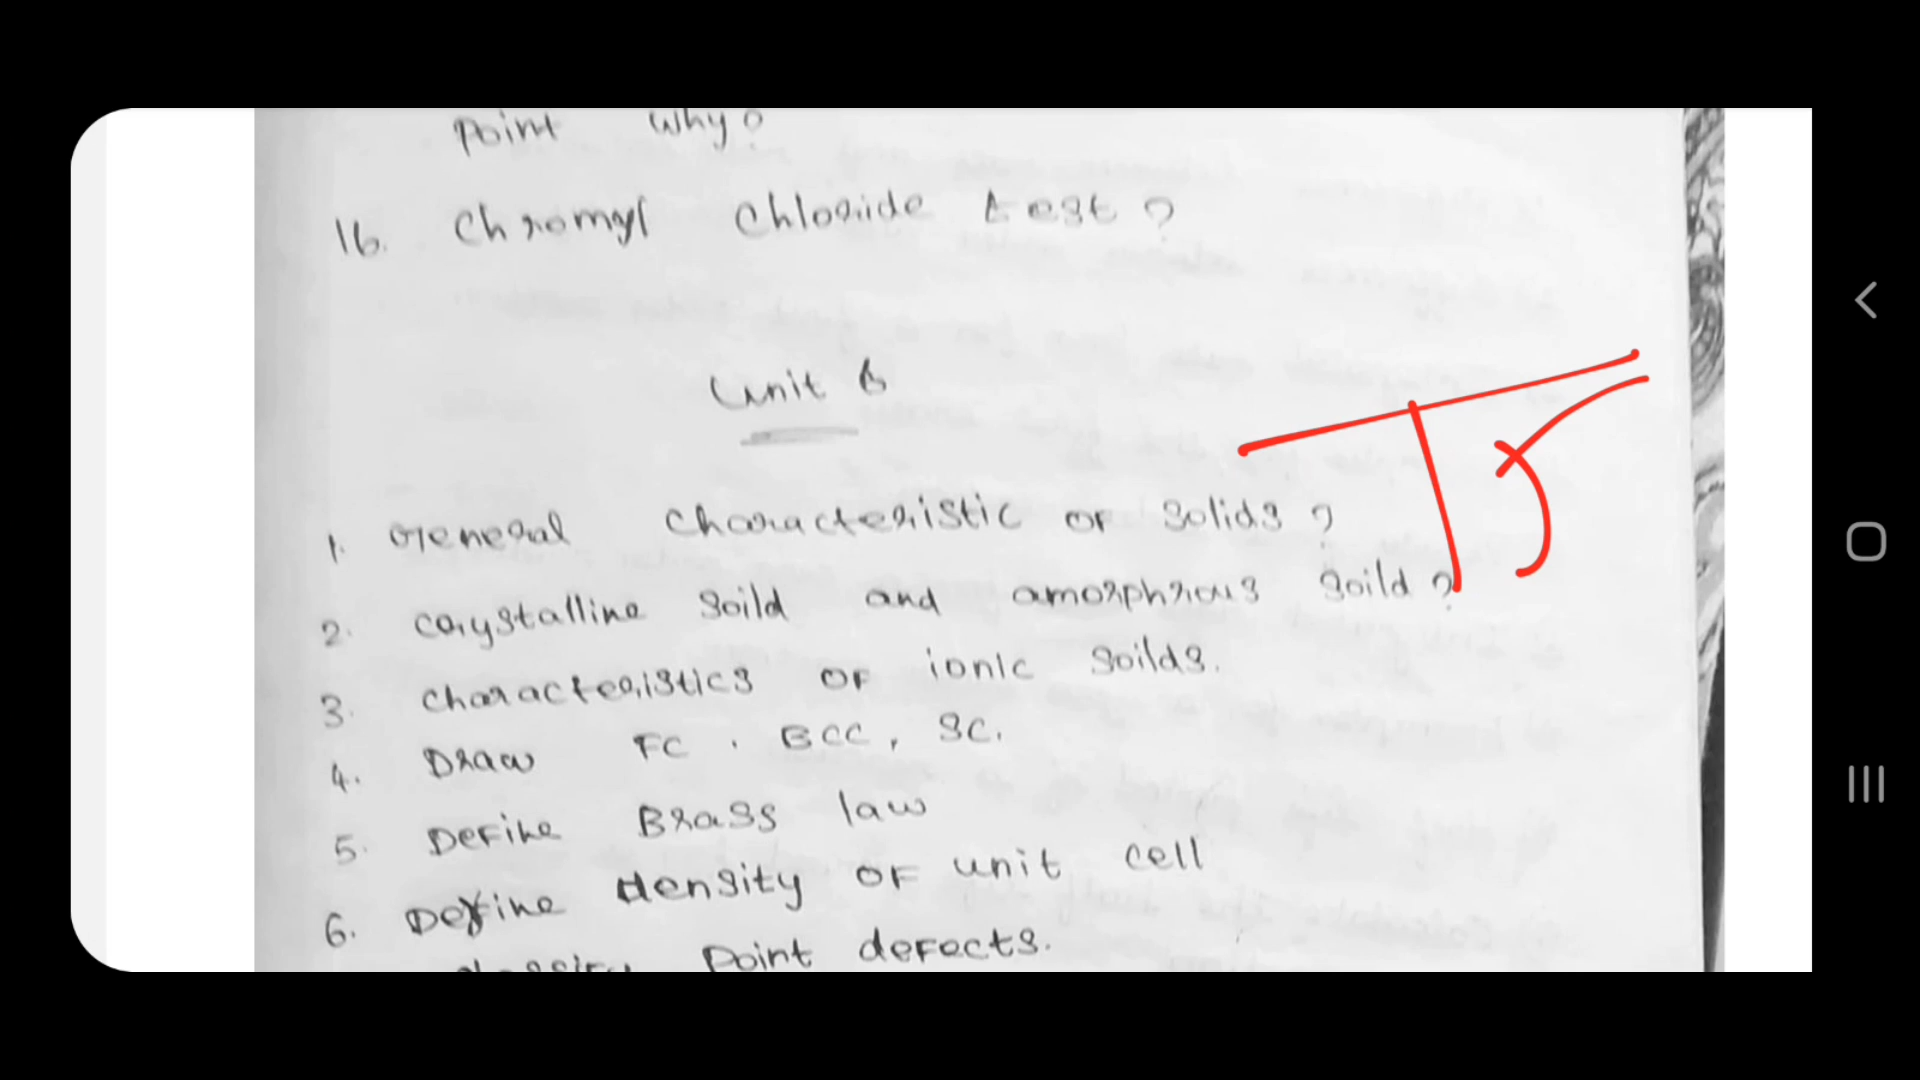 Point Why?
16. Chromyl Chloride test?
Unit 6
1. General Characteristic OF Solids?
2. Crystalline Soild and amorphrous Soild?
3. Characteristics OF ionic Soilds.
4. Draw FC, BCC, SC.
5. DeFine Brass law
6. Define density OF unit cell
Point deFects.